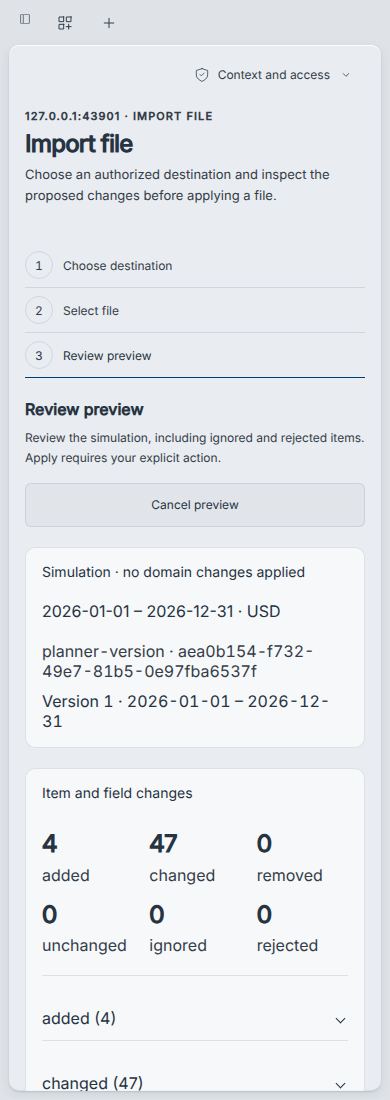 Context and access
127.0.0.1:43901 · IMPORT FILE
Import file
Choose an authorized destination and inspect the
proposed changes before applying a file.
1 Choose destination
2 Select file
3 Review preview
Review preview
Review the simulation, including ignored and rejected items.
Apply requires your explicit action.
Cancel preview
Simulation · no domain changes applied
2026-01-01 – 2026-12-31 · USD
planner-version · aea0b154-f732-
49e7-81b5-0e97fba6537f
Version 1 · 2026-01-01 – 2026-12-
31
Item and field changes
4 47 0
added changed removed
0 0 0
unchanged ignored rejected
added (4)
changed (47)